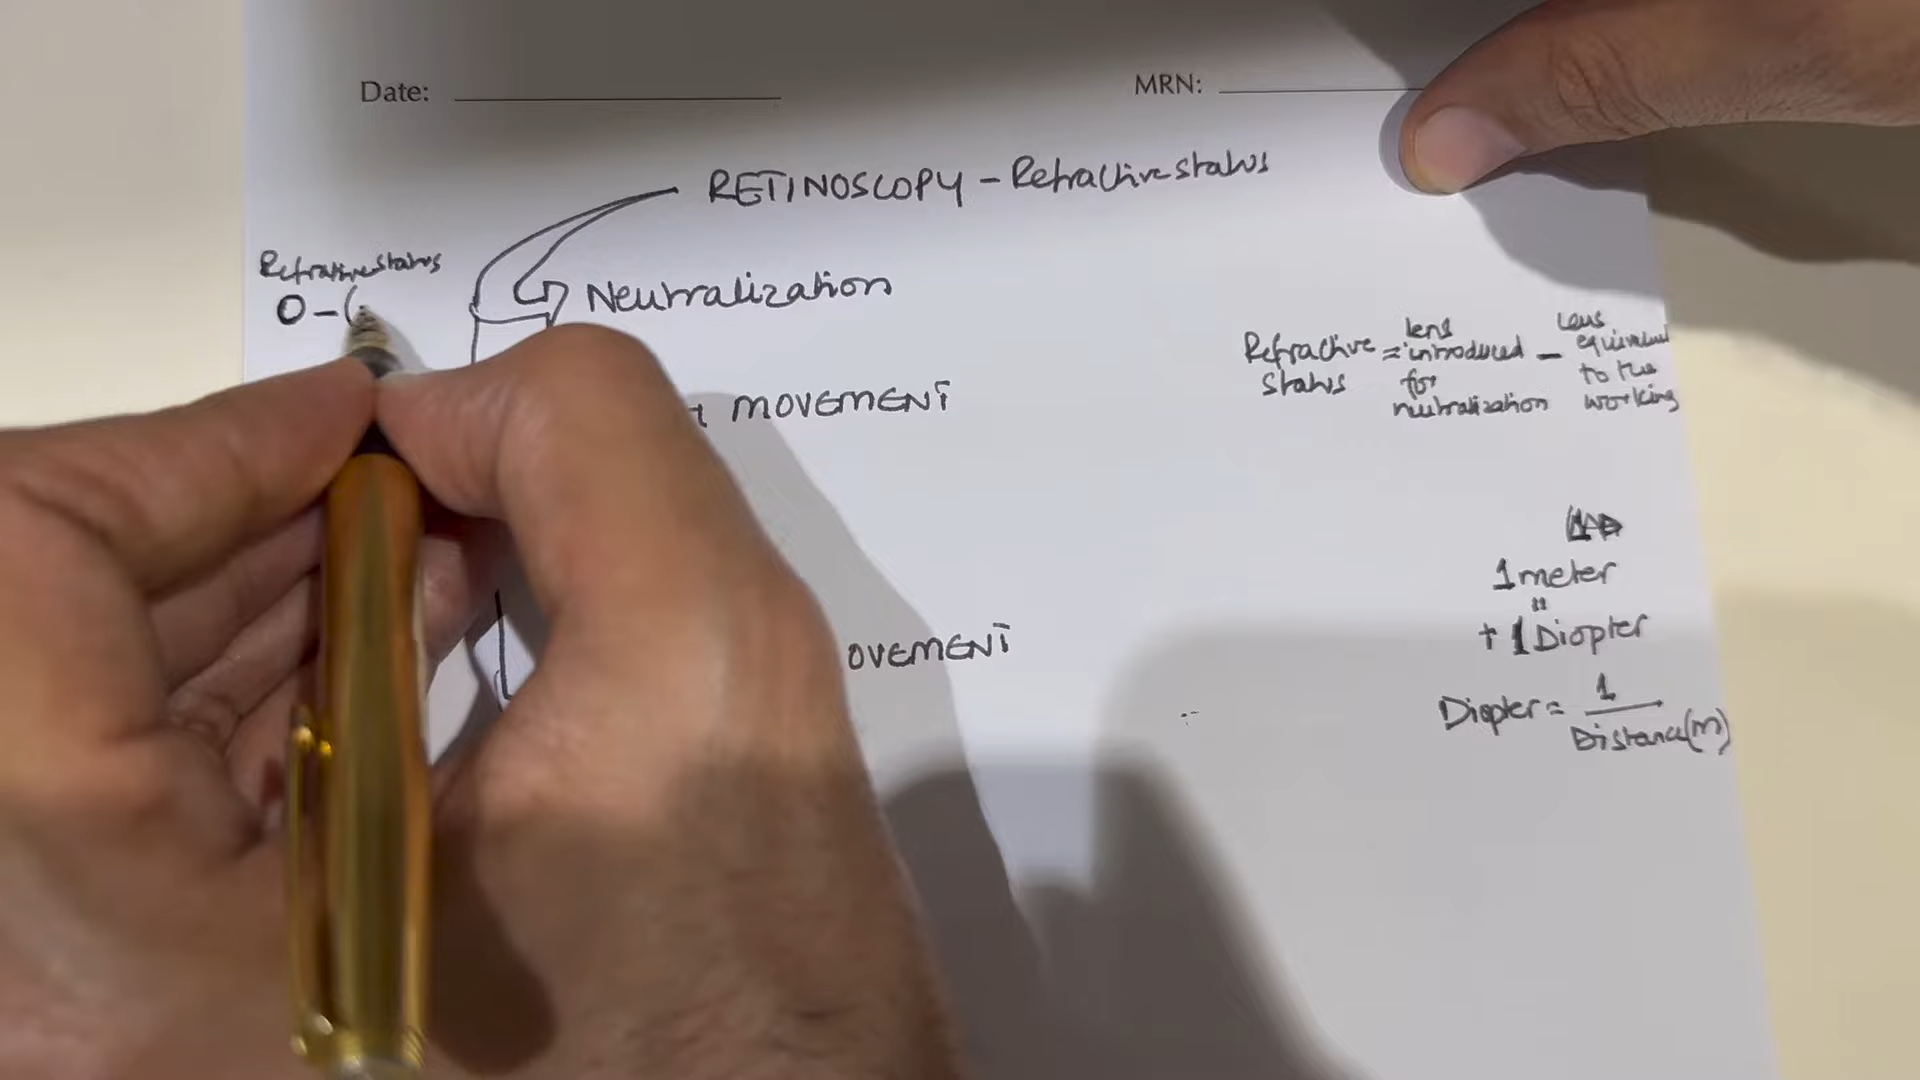 Date:
MRN:
RETINOSCOPY - Refractive status
Refractive status
0 - (
Neutralization
MOVEMENT
OVEMENT
Refractive status = lens introduced for neutralization - Lens equivalent to the working
1 meter
"
+ 1 Diopter
Diopter = 1
Distance(m)